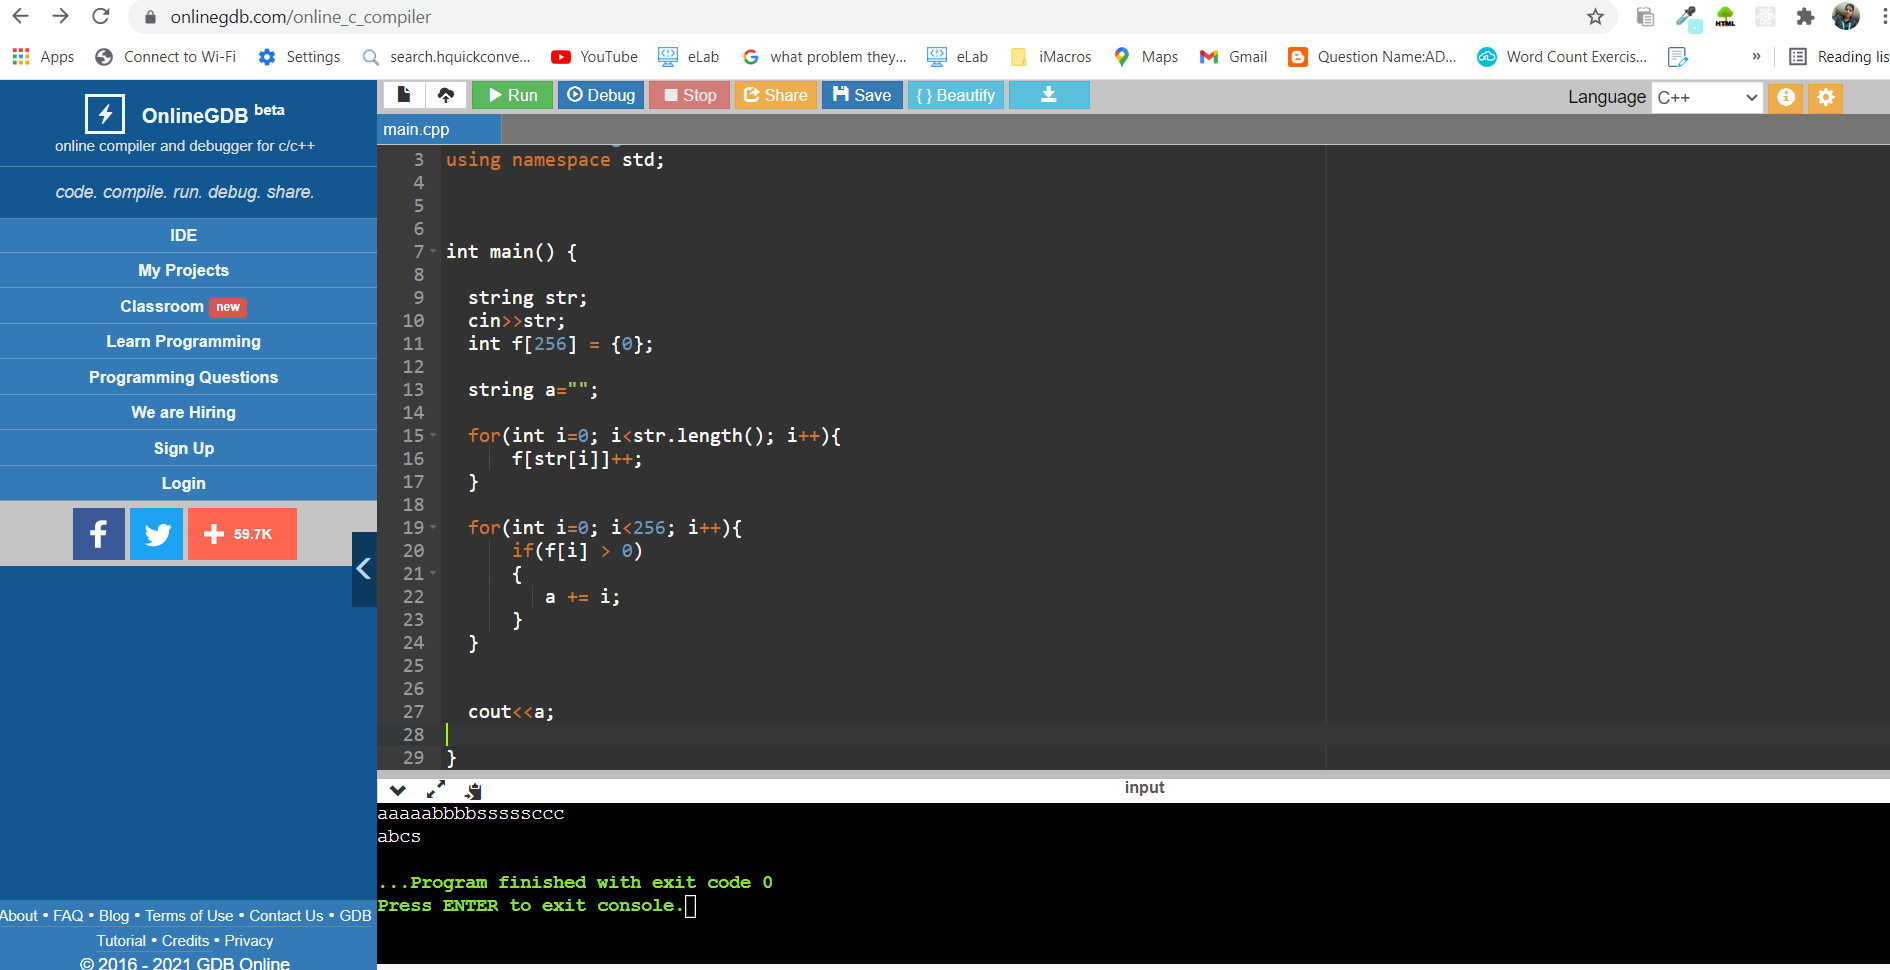 onlinegdb.com/online_c_compiler
Apps Connect to Wi-Fi Settings search.hquickconve... YouTube eLab what problem they... eLab iMacros Maps Gmail Question Name:AD... Word Count Exercis... » Reading lis
OnlineGDB beta
online compiler and debugger for c/c++
code. compile. run. debug. share.
IDE
My Projects
Classroom new
Learn Programming
Programming Questions
We are Hiring
Sign Up
Login
59.7K
About • FAQ • Blog • Terms of Use • Contact Us • GDB
Tutorial • Credits • Privacy
© 2016 - 2021 GDB Online
Run Debug Stop Share Save { } Beautify Language C++
main.cpp
3 using namespace std;
4
5
6
7 int main() {
8
9 string str;
10 cin>>str;
11 int f[256] = {0};
12
13 string a="";
14
15 for(int i=0; i<str.length(); i++){
16 f[str[i]]++;
17 }
18
19 for(int i=0; i<256; i++){
20 if(f[i] > 0)
21 {
22 a += i;
23 }
24 }
25
26
27 cout<<a;
28
29 }
input
aaaaabbbbsssssccc
abcs
...Program finished with exit code 0
Press ENTER to exit console.